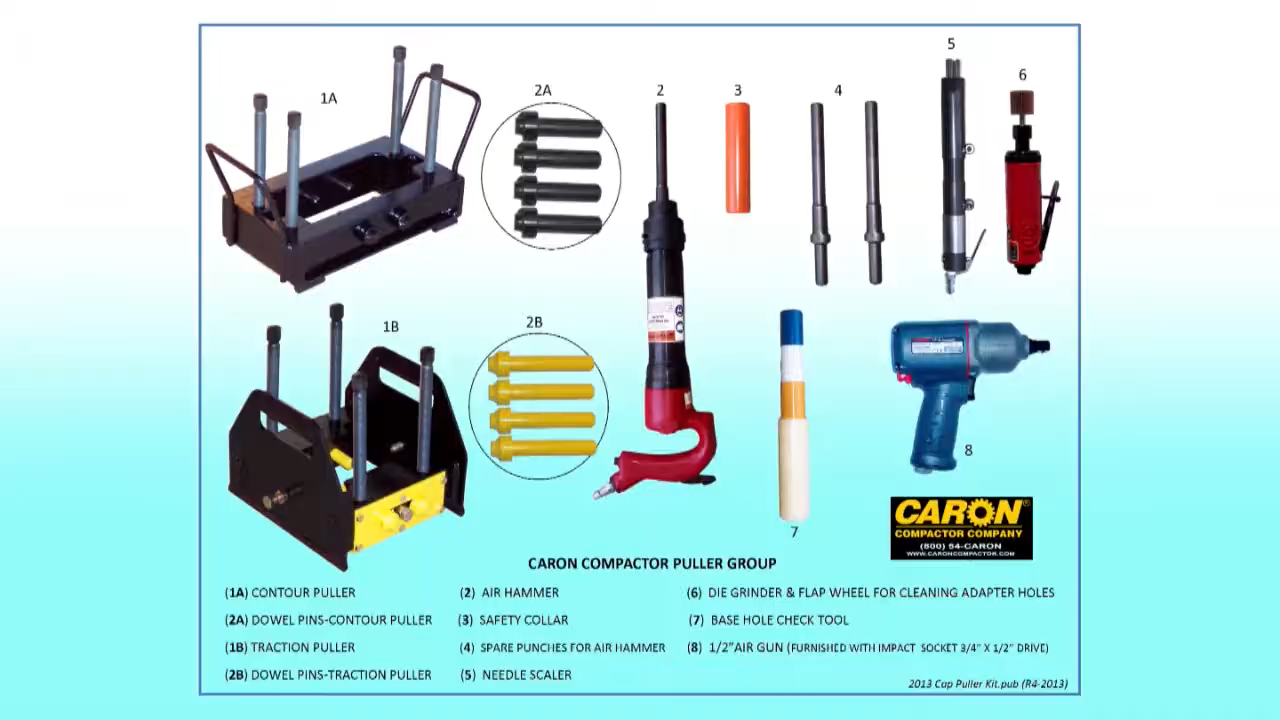 1A
2A
2
3
4
5
6
1B
2B
7
8
CARON®
COMPACTOR COMPANY
(800) 54-CARON
WWW.CARONCOMPACTOR.COM
CARON COMPACTOR PULLER GROUP
(1A) CONTOUR PULLER
(2A) DOWEL PINS-CONTOUR PULLER
(1B) TRACTION PULLER
(2B) DOWEL PINS-TRACTION PULLER
(2) AIR HAMMER
(3) SAFETY COLLAR
(4) SPARE PUNCHES FOR AIR HAMMER
(5) NEEDLE SCALER
(6) DIE GRINDER & FLAP WHEEL FOR CLEANING ADAPTER HOLES
(7) BASE HOLE CHECK TOOL
(8) 1/2”AIR GUN (FURNISHED WITH IMPACT SOCKET 3/4” X 1/2” DRIVE)
2013 Cap Puller Kit.pub (R4-2013)